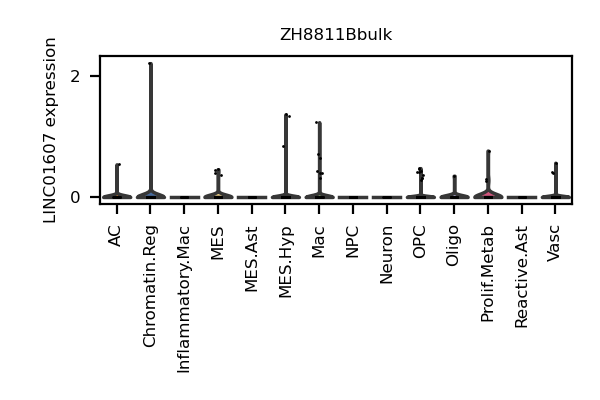 ZH8811Bbulk
LINC01607 expression
2
0
AC
Chromatin.Reg
Inflammatory.Mac
MES
MES.Ast
MES.Hyp
Mac
NPC
Neuron
OPC
Oligo
Prolif.Metab
Reactive.Ast
Vasc